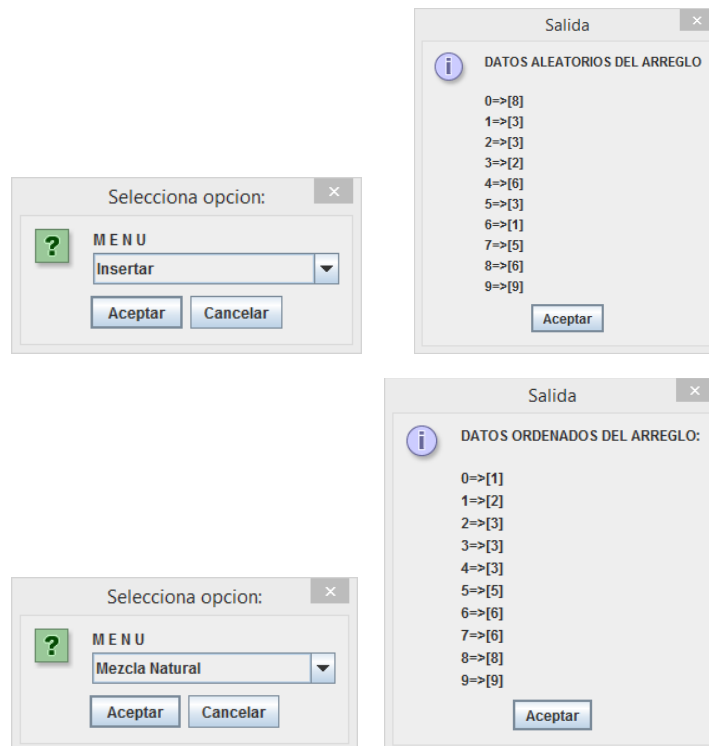 Salida
DATOS ALEATORIOS DEL ARREGLO
0=>[8]
1=>[3]
2=>[3]
3=>[2]
4=>[6]
5=>[3]
6=>[1]
7=>[5]
8=>[6]
9=>[9]
Aceptar
Selecciona opcion:
M E N U
Insertar
Aceptar Cancelar
Salida
DATOS ORDENADOS DEL ARREGLO:
0=>[1]
1=>[2]
2=>[3]
3=>[3]
4=>[3]
5=>[5]
6=>[6]
7=>[6]
8=>[8]
9=>[9]
Aceptar
Selecciona opcion:
M E N U
Mezcla Natural
Aceptar Cancelar